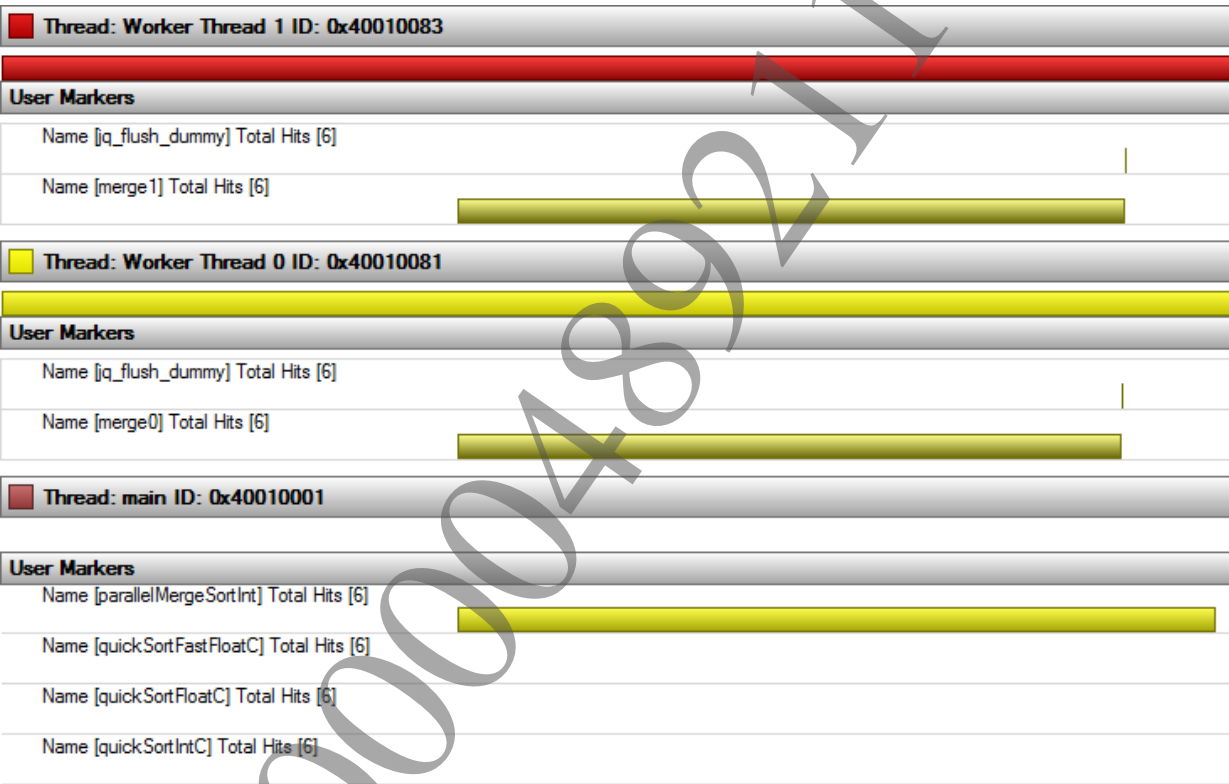 Thread: Worker Thread 1 ID: 0x40010083
User Markers
Name [jq_flush_dummy] Total Hits [6]
Name [merge1] Total Hits [6]
Thread: Worker Thread 0 ID: 0x40010081
User Markers
Name [jq_flush_dummy] Total Hits [6]
Name [merge0] Total Hits [6]
Thread: main ID: 0x40010001
User Markers
Name [parallelMergeSortInt] Total Hits [6]
Name [quickSortFastFloatC] Total Hits [6]
Name [quickSortFloatC] Total Hits [6]
Name [quickSortIntC] Total Hits [6]